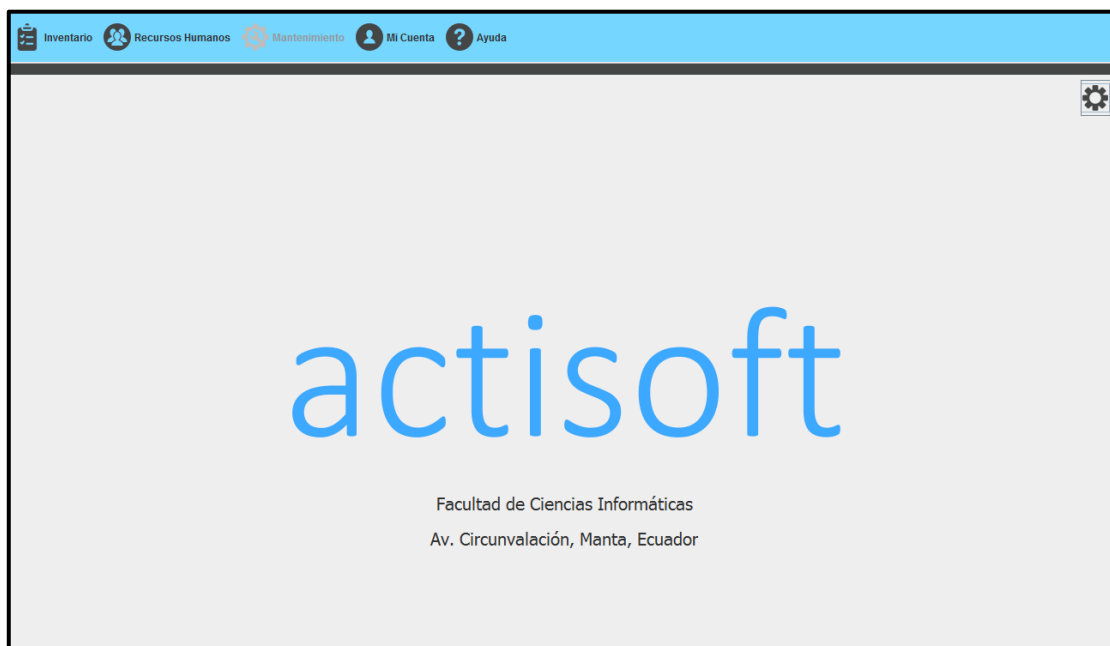 Inventario Recursos Humanos Mantenimiento Mi Cuenta Ayuda
actisoft
Facultad de Ciencias Informáticas
Av. Circunvalación, Manta, Ecuador